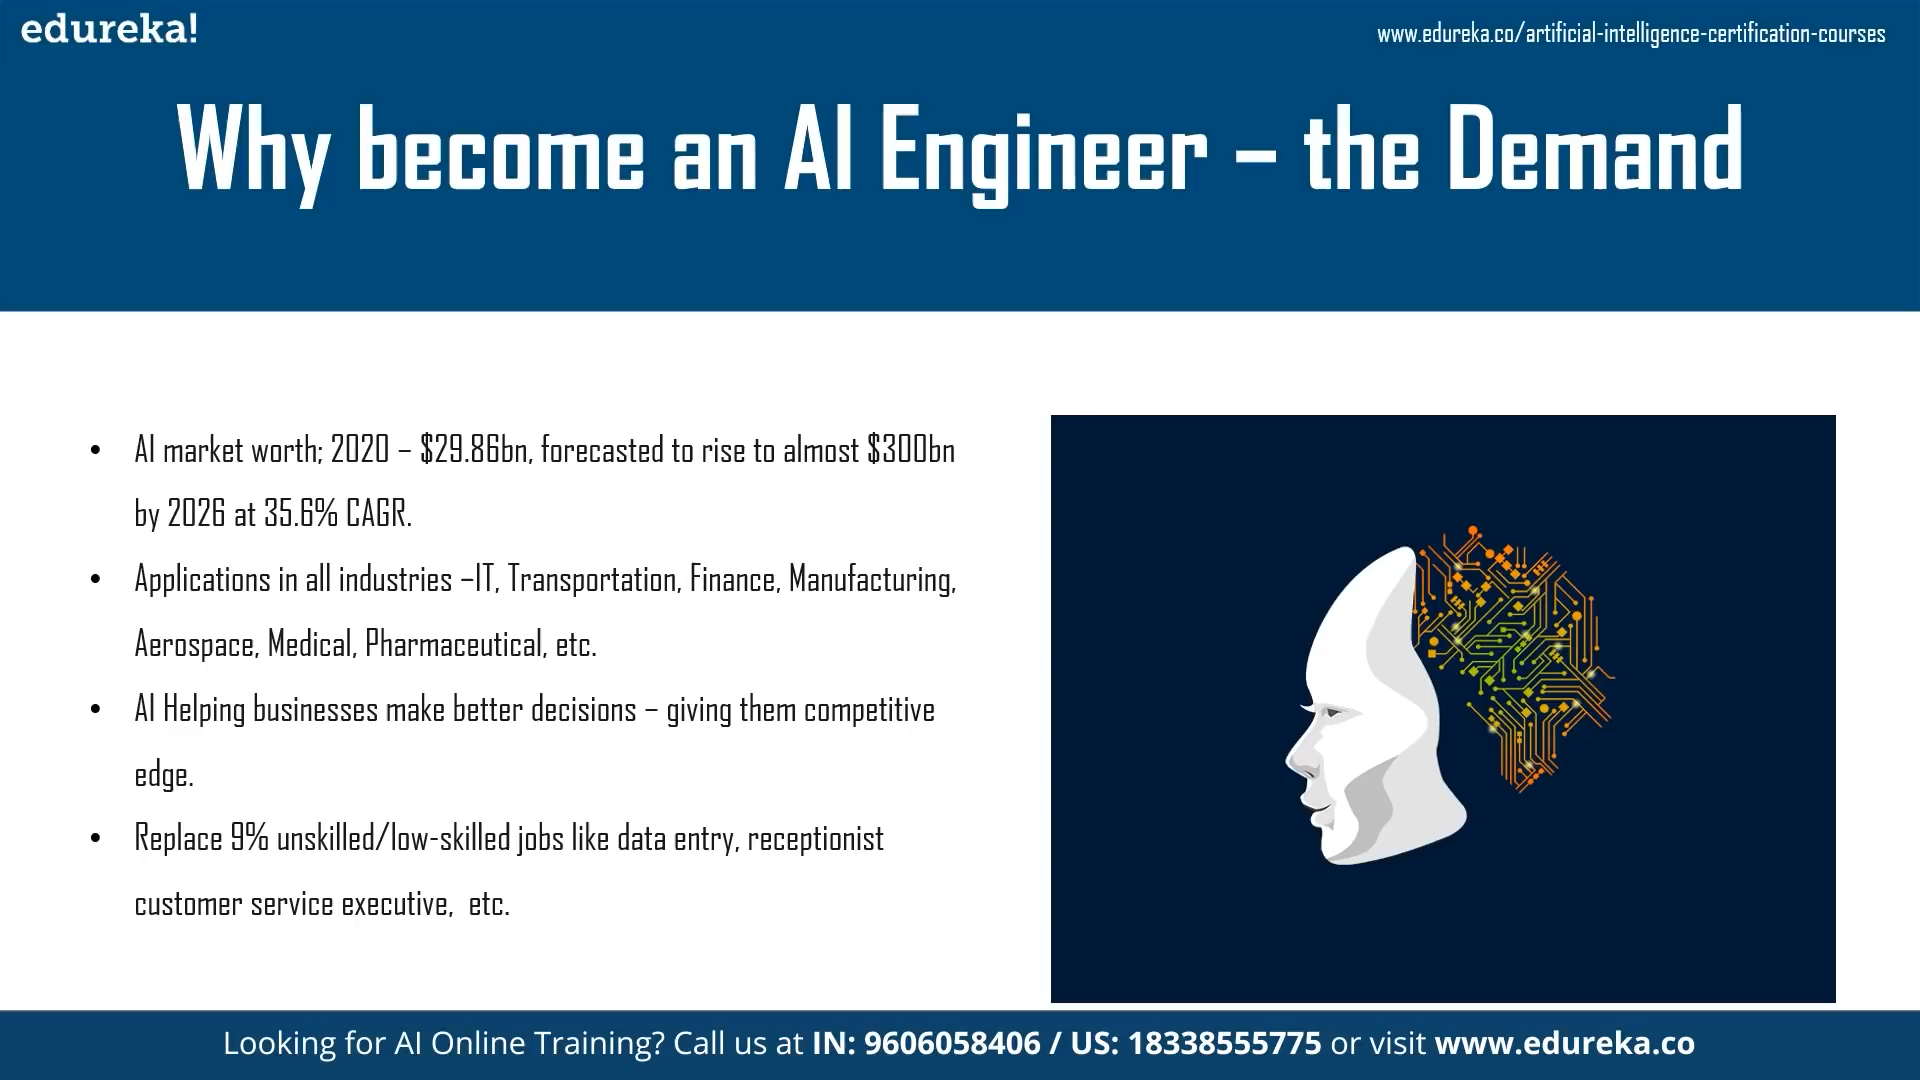 edureka!
www.edureka.co/artificial-intelligence-certification-courses
Why become an AI Engineer – the Demand
• AI market worth; 2020 – $29.86bn, forecasted to rise to almost $300bn
by 2026 at 35.6% CAGR.
• Applications in all industries –IT, Transportation, Finance, Manufacturing,
Aerospace, Medical, Pharmaceutical, etc.
• AI Helping businesses make better decisions – giving them competitive
edge.
• Replace 9% unskilled/low-skilled jobs like data entry, receptionist
customer service executive,  etc.
Looking for AI Online Training? Call us at IN: 9606058406 / US: 18338555775 or visit www.edureka.co